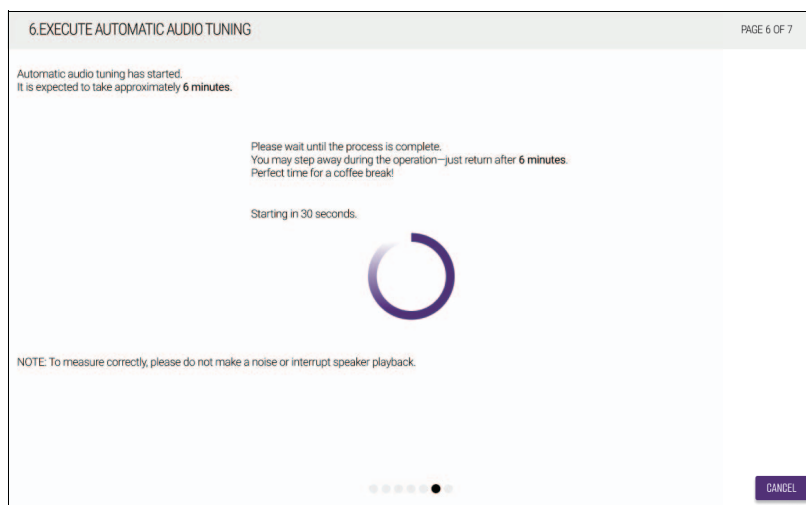 6.EXECUTE AUTOMATIC AUDIO TUNING
PAGE 6 OF 7
Automatic audio tuning has started.
It is expected to take approximately 6 minutes.
Please wait until the process is complete.
You may step away during the operation—just return after 6 minutes.
Perfect time for a coffee break!
Starting in 30 seconds.
NOTE: To measure correctly, please do not make a noise or interrupt speaker playback.
CANCEL